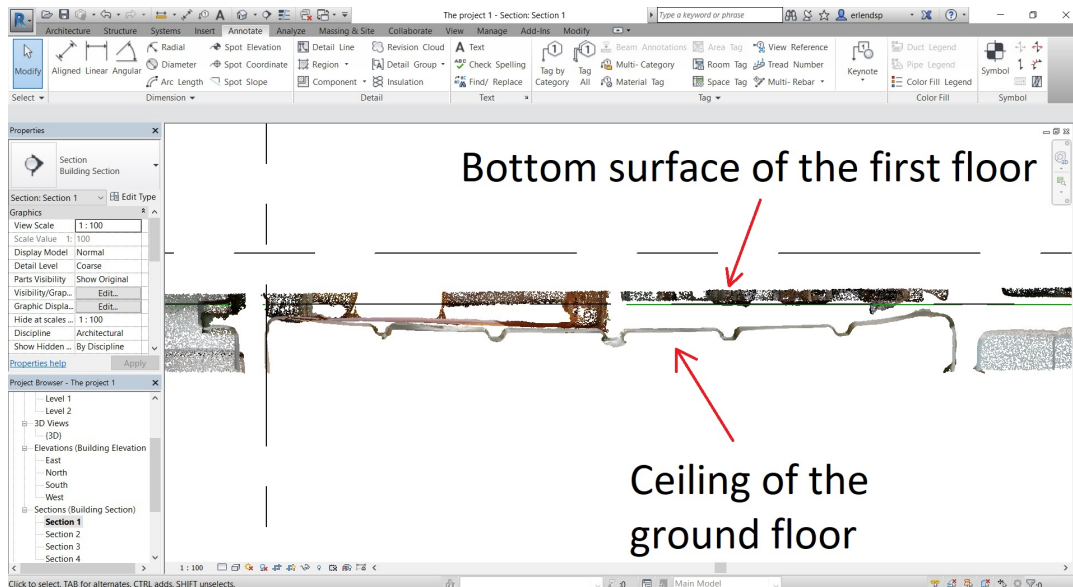 The project 1 - Section: Section 1
Type a keyword or phrase
erlendsp
Architecture Structure Systems Insert Annotate Analyze Massing & Site Collaborate View Manage Add-Ins Modify
Modify
Aligned Linear Angular
Radial
Diameter
Arc Length
Spot Elevation
Spot Coordinate
Spot Slope
Detail Line
Region
Component
Revision Cloud
Detail Group
Insulation
A Text
Check Spelling
Find/ Replace
Tag by Category
Tag All
Beam Annotations
Multi- Category
Material Tag
Area Tag
Room Tag
Space Tag
View Reference
Tread Number
Multi- Rebar
Keynote
Duct Legend
Pipe Legend
Color Fill Legend
Symbol
Select Dimension Detail Text Tag Color Fill Symbol
Properties
Section
Building Section
Section: Section 1 Edit Type
Graphics
View Scale 1 : 100
Scale Value 1: 100
Display Model Normal
Detail Level Coarse
Parts Visibility Show Original
Visibility/Grap... Edit...
Graphic Displa... Edit...
Hide at scales ... 1 : 100
Discipline Architectural
Show Hidden ... By Discipline
Properties help Apply
Project Browser - The project 1
Level 1
Level 2
3D Views
(3D)
Elevations (Building Elevation
East
North
South
West
Sections (Building Section)
Section 1
Section 2
Section 3
Section 4
Bottom surface of the first floor
Ceiling of the
ground floor
1 : 100
Click to select, TAB for alternates, CTRL adds, SHIFT unselects.
:0
Main Model
:0